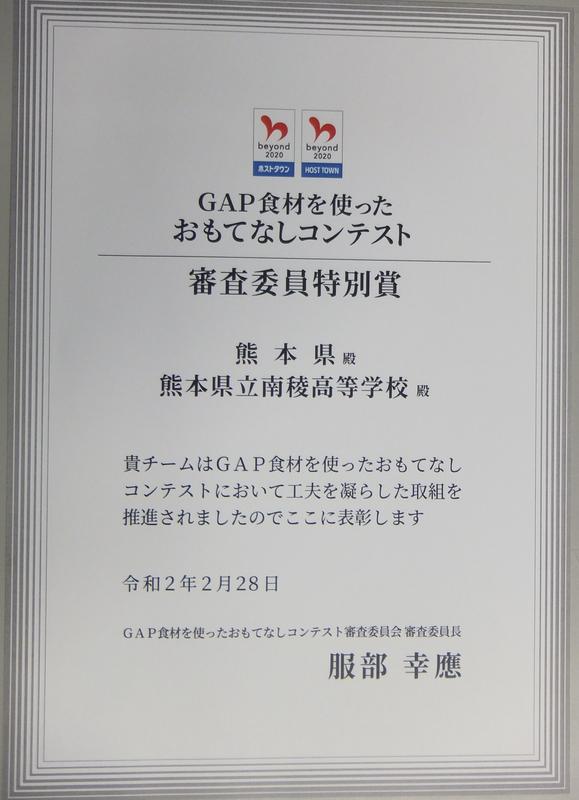 beyond
2020
ホストタウン
beyond
2020
HOST TOWN
GAP食材を使った
おもてなしコンテスト
審査委員特別賞
熊本県殿
熊本県立南稜高等学校 殿
貴チームはGAP食材を使ったおもてなし
コンテストにおいて工夫を凝らした取組を
推進されましたのでここに表彰します
令和2年2月28日
GAP食材を使ったおもてなしコンテスト審査委員会 審査委員長
服部 幸應